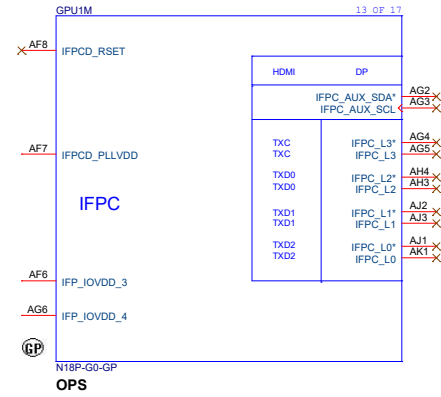 GPU1M 13 OF 17
AF8 IFPCD_RSET
HDMI DP
IFPC_AUX_SDA* AG2
IFPC_AUX_SCL AG3
TXC IFPC_L3* AG4
TXC IFPC_L3 AG5
AF7 IFPCD_PLLVDD
TXD0 IFPC_L2* AH4
TXD0 IFPC_L2 AH3
IFPC
TXD1 IFPC_L1* AJ2
TXD1 IFPC_L1 AJ3
TXD2 IFPC_L0* AJ1
TXD2 IFPC_L0 AK1
AF6 IFP_IOVDD_3
AG6 IFP_IOVDD_4
GP
N18P-G0-GP
OPS